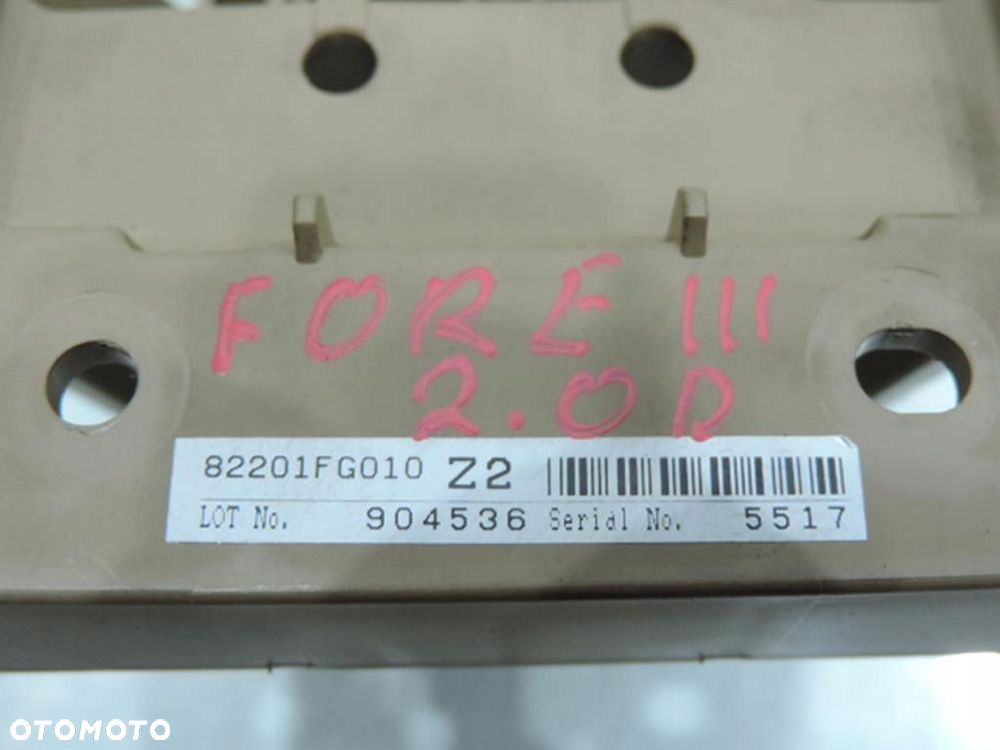 FORE III
2.0D
82201FG010 Z2
LOT No. 904536 Serial No. 5517
OTOMOTO